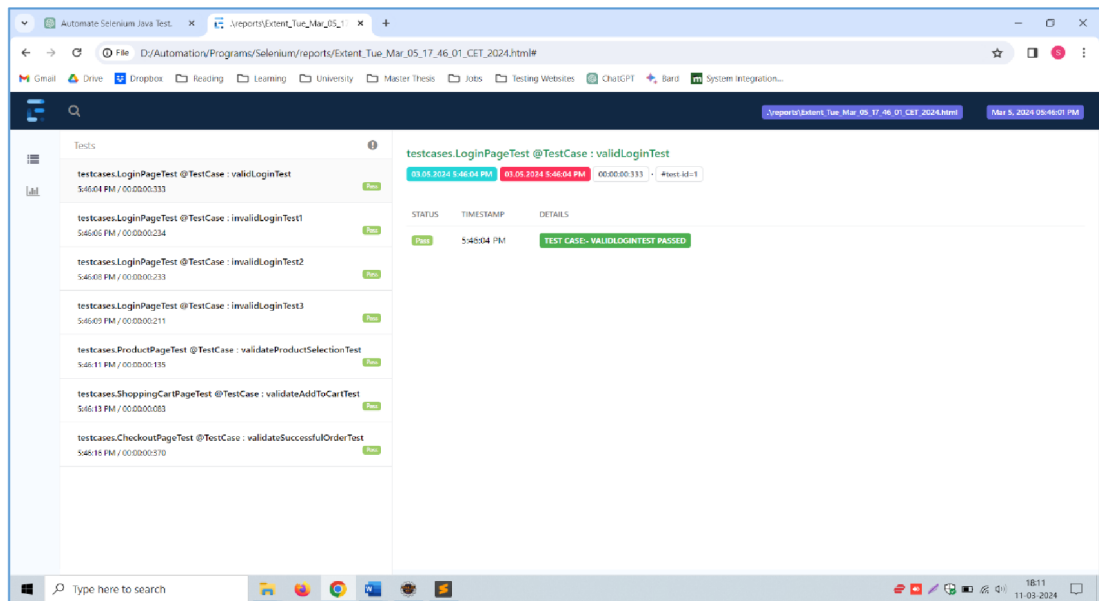 Automate Selenium Java Test.
.\reports\Extent_Tue_Mar_05_17
File D:/Automation/Programs/Selenium/reports/Extent_Tue_Mar_05_17_46_01_CET_2024.html#
S
Gmail Drive Dropbox Reading Learning University Master Thesis Jobs Testing Websites ChatGPT Bard System Integration...
.\reports\Extent_Tue_Mar_05_17_46_01_CET_2024.html Mar 5, 2024 05:46:01 PM
Tests
testcases.LoginPageTest @TestCase : validLoginTest
5:46:04 PM / 00:00:00:333 Pass
testcases.LoginPageTest @TestCase : invalidLoginTest1
5:46:06 PM / 00:00:00:234 Pass
testcases.LoginPageTest @TestCase : invalidLoginTest2
5:46:08 PM / 00:00:00:233 Pass
testcases.LoginPageTest @TestCase : invalidLoginTest3
5:46:09 PM / 00:00:00:211 Pass
testcases.ProductPageTest @TestCase : validateProductSelectionTest
5:46:11 PM / 00:00:00:135 Pass
testcases.ShoppingCartPageTest @TestCase : validateAddToCartTest
5:46:13 PM / 00:00:00:083 Pass
testcases.CheckoutPageTest @TestCase : validateSuccessfulOrderTest
5:46:16 PM / 00:00:00:370 Pass
testcases.LoginPageTest @TestCase : validLoginTest
03.05.2024 5:46:04 PM 03.05.2024 5:46:04 PM 00:00:00:333 · #test-id=1
STATUS TIMESTAMP DETAILS
Pass 5:46:04 PM TEST CASE:- VALIDLOGINTEST PASSED
Type here to search
18:11
11-03-2024